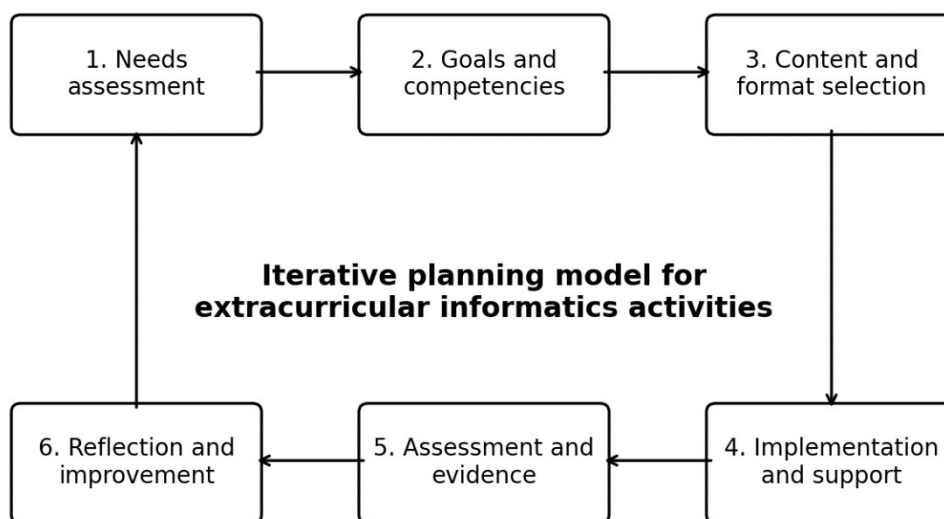 1. Needs
assessment
2. Goals and
competencies
3. Content and
format selection
Iterative planning model for
extracurricular informatics activities
6. Reflection and
improvement
5. Assessment and
evidence
4. Implementation
and support